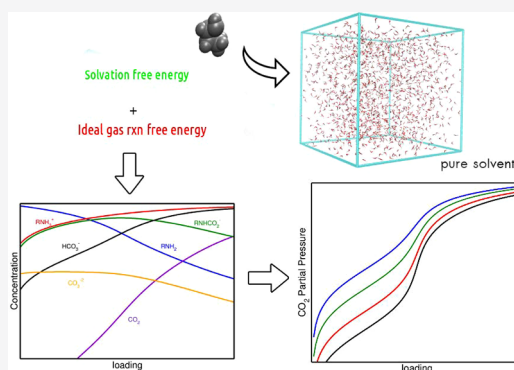 Solvation free energy
+
Ideal gas rxn free energy
pure solvent
Concentration
RNH₃⁺
HCO₃⁻
CO₃⁻²
RNH₂
RNHCO₂⁻
CO₂
loading
CO₂ Partial Pressure
loading